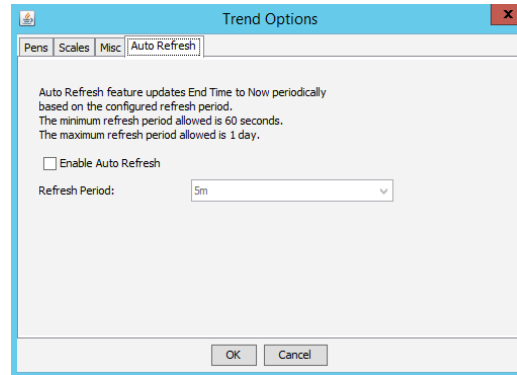 Trend Options
x
Pens Scales Misc Auto Refresh
Auto Refresh feature updates End Time to Now periodically
based on the configured refresh period.
The minimum refresh period allowed is 60 seconds.
The maximum refresh period allowed is 1 day.
Enable Auto Refresh
Refresh Period: 5m
OK Cancel